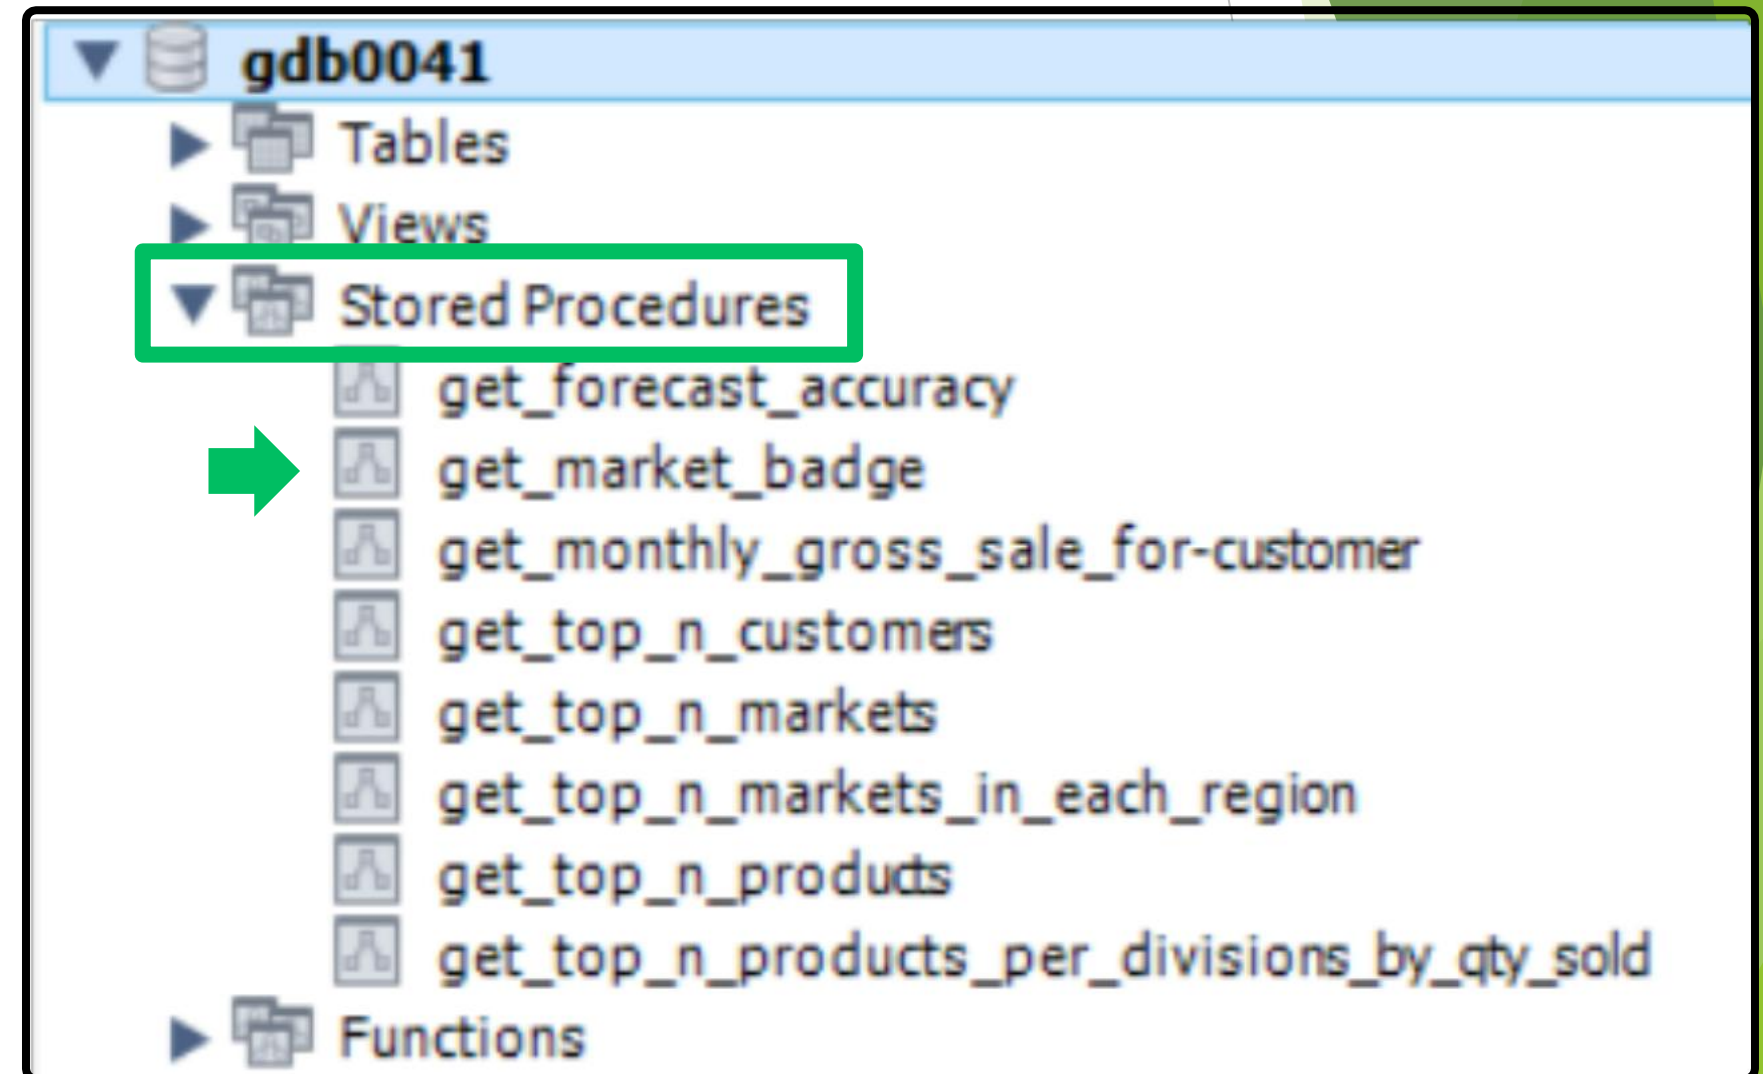 gdb0041
Tables
Views
Stored Procedures
get_forecast_accuracy
get_market_badge
get_monthly_gross_sale_for-customer
get_top_n_customers
get_top_n_markets
get_top_n_markets_in_each_region
get_top_n_products
get_top_n_products_per_divisions_by_qty_sold
Functions